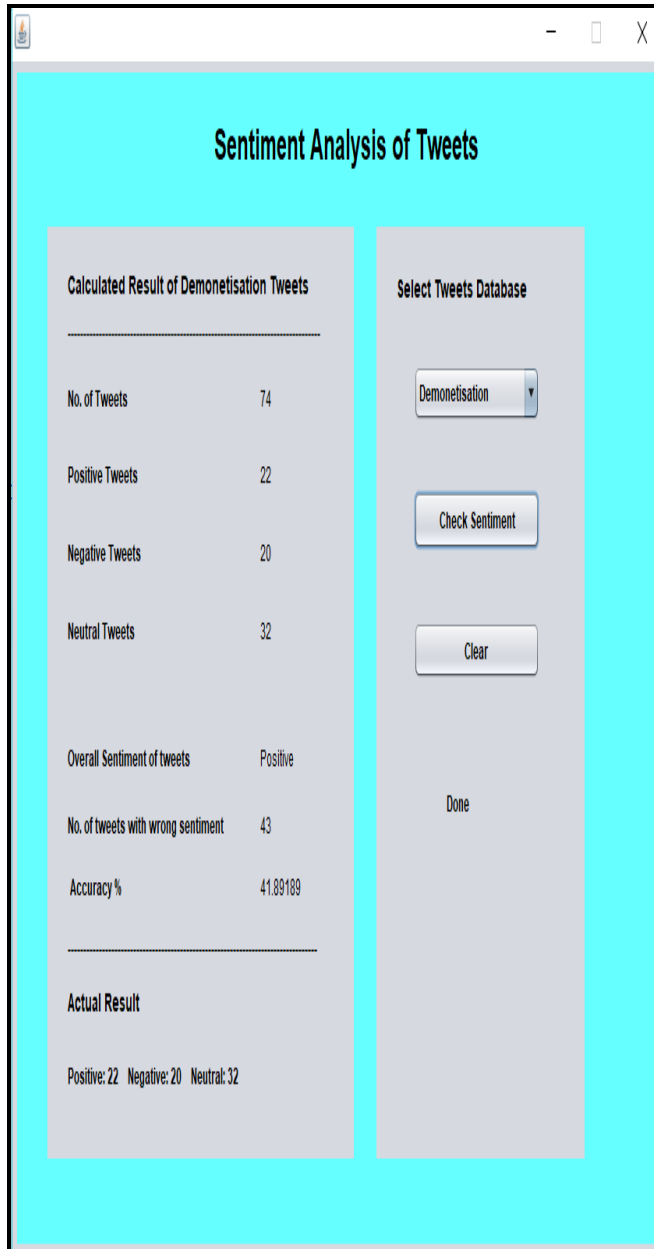 Sentiment Analysis of Tweets
Calculated Result of Demonetisation Tweets
--------------------------------------------------------------------------------
No. of Tweets 74
Positive Tweets 22
Negative Tweets 20
Neutral Tweets 32
Overall Sentiment of tweets Positive
No. of tweets with wrong sentiment 43
Accuracy % 41.89189
--------------------------------------------------------------------------------
Actual Result
Positive: 22 Negative: 20 Neutral: 32
Select Tweets Database
Demonetisation
Check Sentiment
Clear
Done